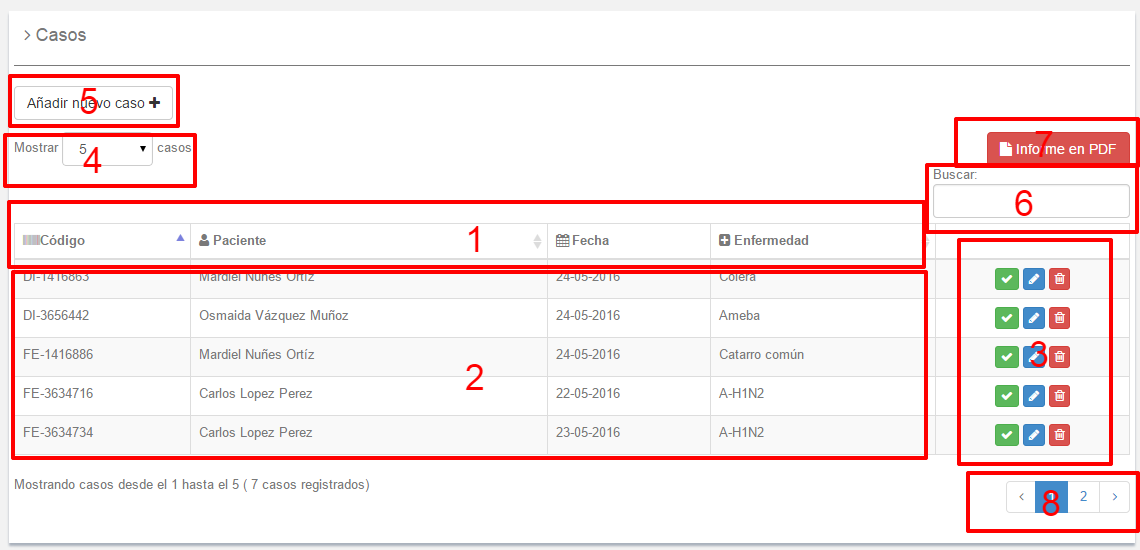 > Casos
Añadir nuevo caso +
5
Mostrar 5 casos
4
Informe en PDF
7
Buscar:
6
Código Paciente Fecha Enfermedad
1
DI-1416863 Mardiel Nuñes Ortíz 24-05-2016 Colera
DI-3656442 Osmaida Vázquez Muñoz 24-05-2016 Ameba
FE-1416886 Mardiel Nuñes Ortíz 24-05-2016 Catarro común
3
2
FE-3634716 Carlos Lopez Perez 22-05-2016 A-H1N2
FE-3634734 Carlos Lopez Perez 23-05-2016 A-H1N2
Mostrando casos desde el 1 hasta el 5 ( 7 casos registrados)
‹ 1 2 ›
8